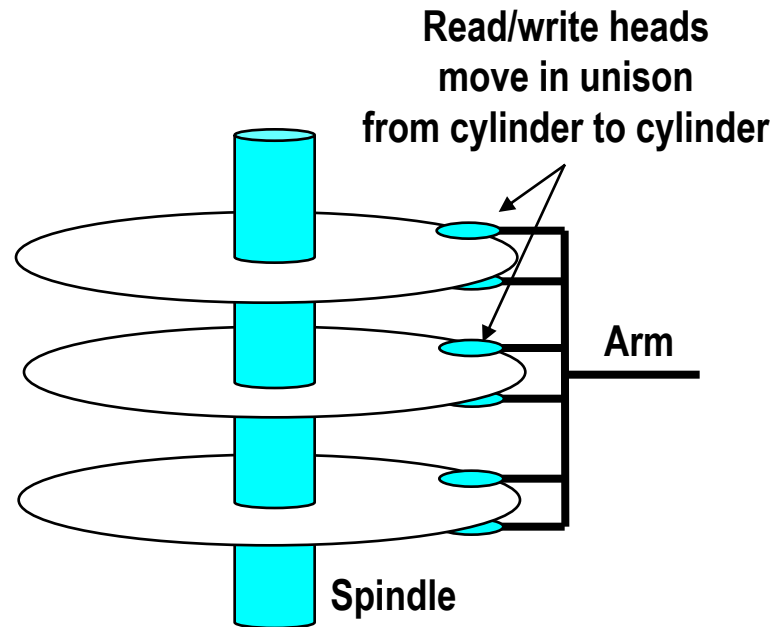 Read/write heads
move in unison
from cylinder to cylinder
Arm
Spindle